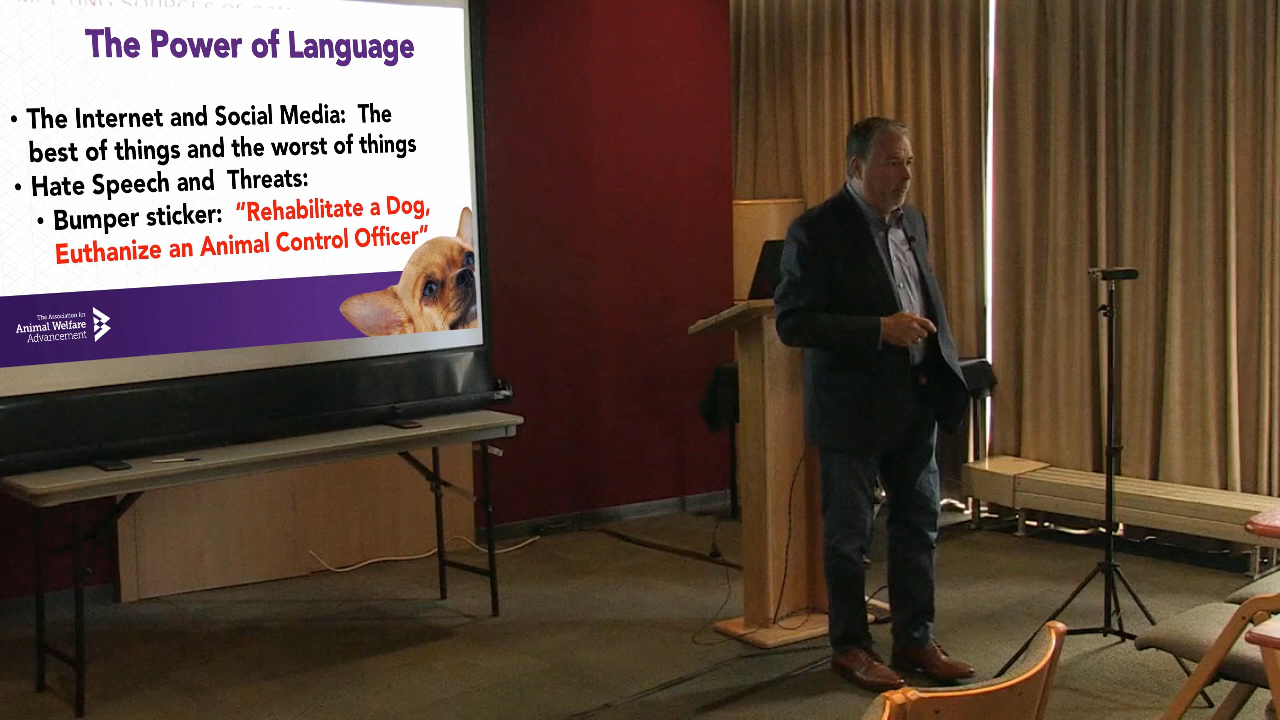 The Power of Language
• The Internet and Social Media: The
best of things and the worst of things
• Hate Speech and Threats:
• Bumper sticker: “Rehabilitate a Dog,
Euthanize an Animal Control Officer”
The Association for
Animal Welfare
Advancement